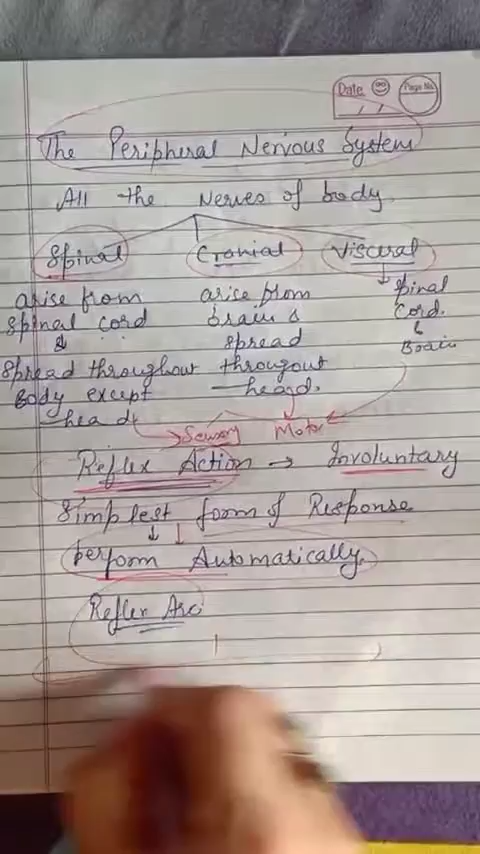 Date Page No.
The Peripheral Nervous System
All the Nerves of body.
Spinal Cranial Visceral
arise from arise from spinal
spinal cord brain & Cord.
spread &
Brain
Spread throughout througout
Body except head.
head
Sensory Motor
Reflex Action → Involuntary
Simplest form of Response
perform Automatically.
Reflex Arc